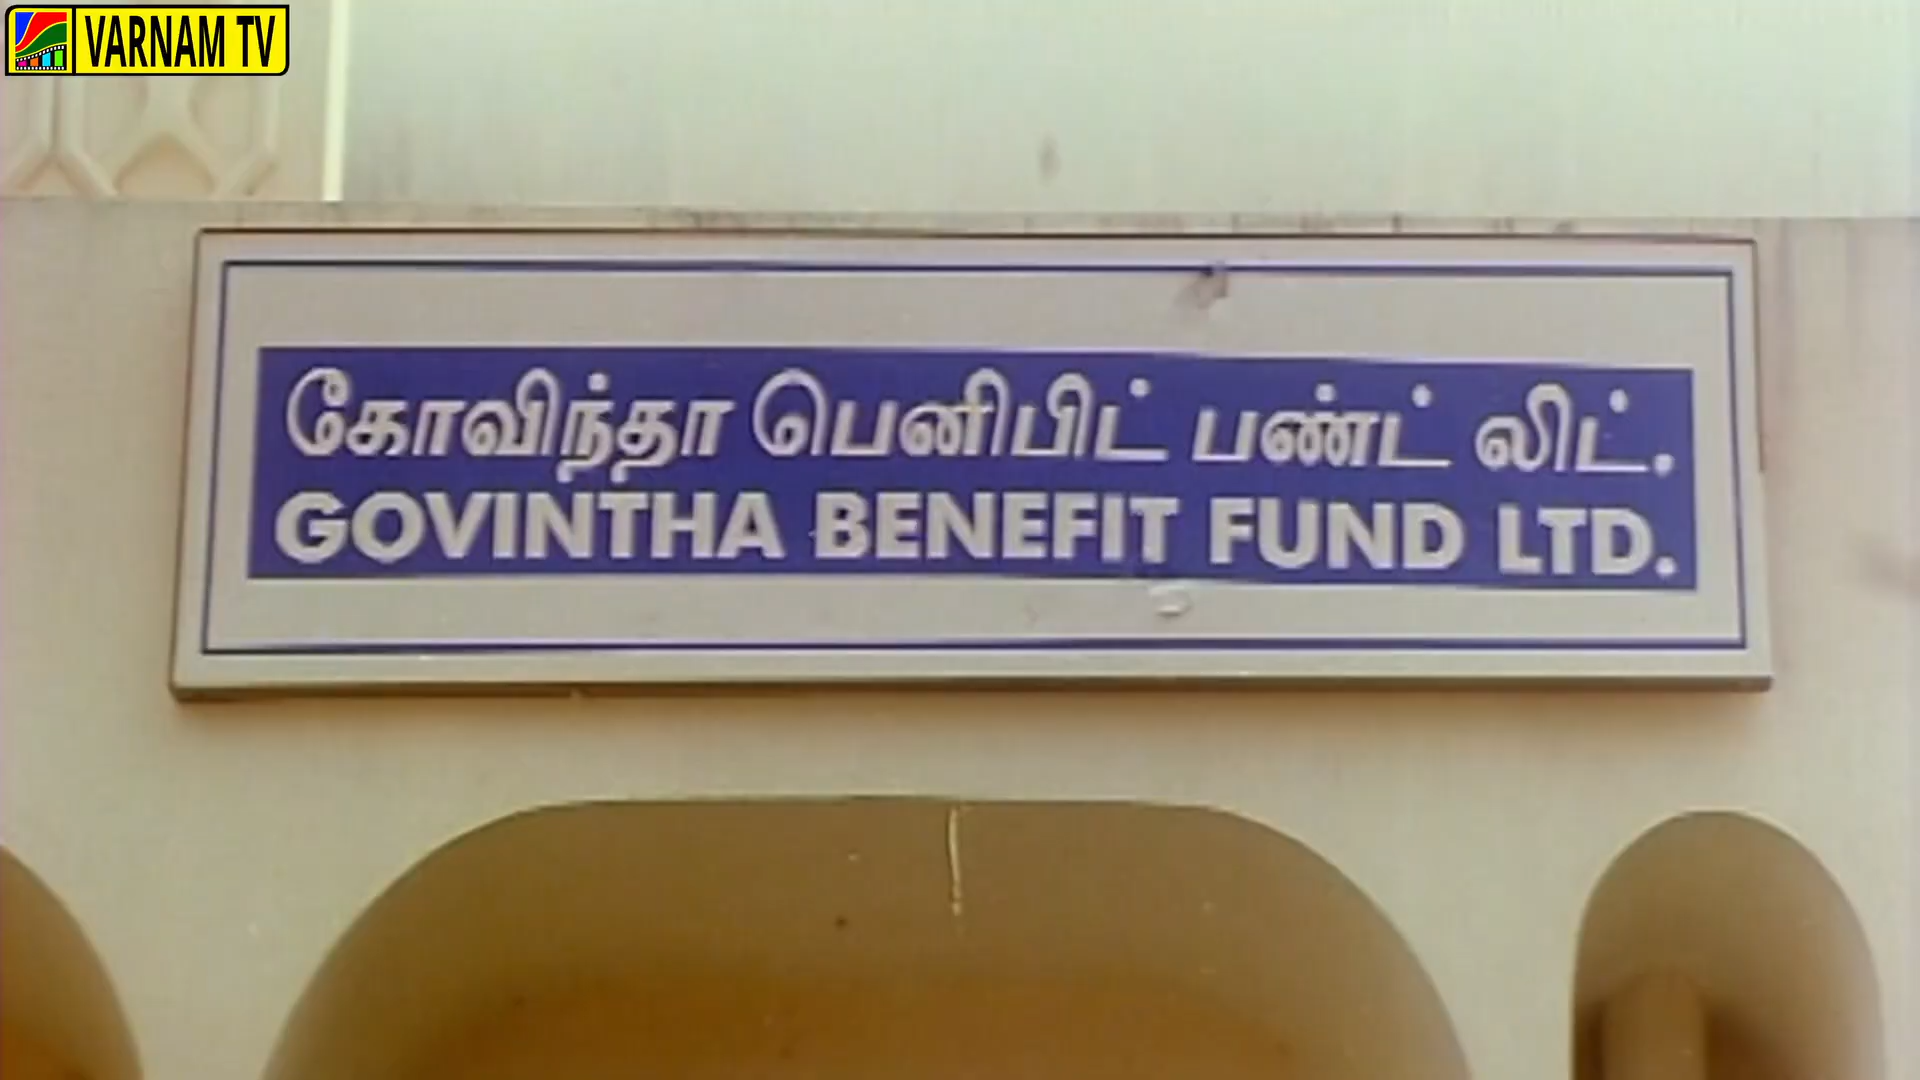 VARNAM TV
கோவிந்தா பெனிபிட் பண்ட் லிட்.
GOVINTHA BENEFIT FUND LTD.